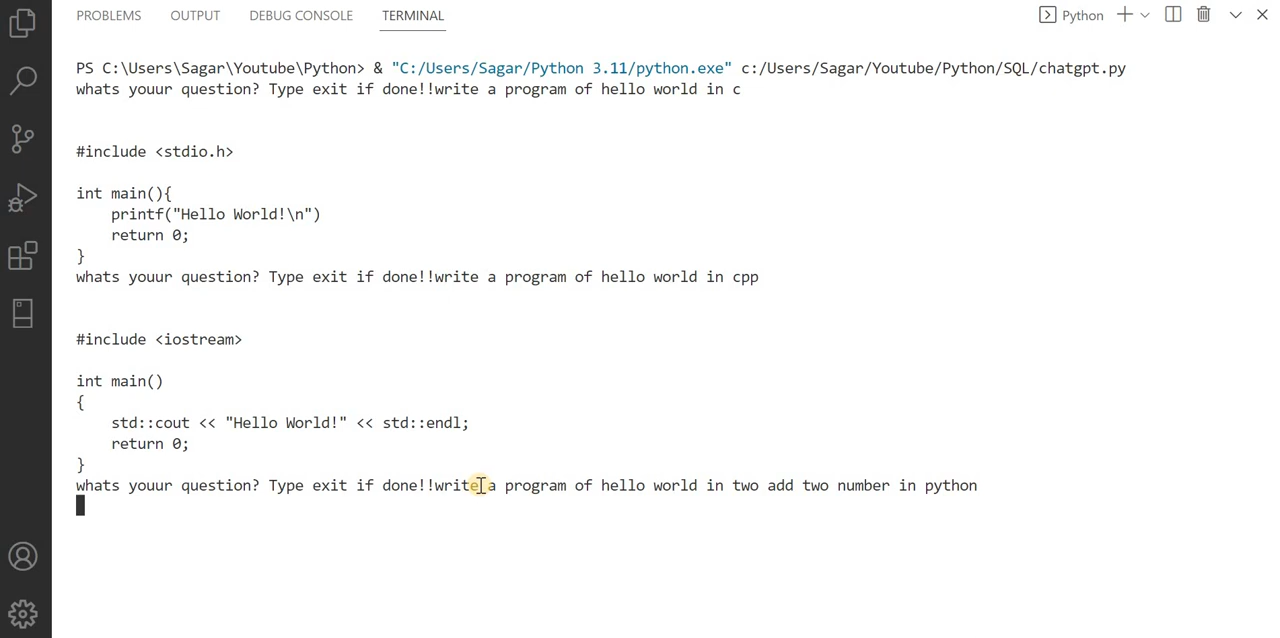 PROBLEMS OUTPUT DEBUG CONSOLE TERMINAL Python
PS C:\Users\Sagar\Youtube\Python> & "C:/Users/Sagar/Python 3.11/python.exe" c:/Users/Sagar/Youtube/Python/SQL/chatgpt.py
whats youur question? Type exit if done!!write a program of hello world in c
#include <stdio.h>
int main(){
    printf("Hello World!\n")
    return 0;
}
whats youur question? Type exit if done!!write a program of hello world in cpp
#include <iostream>
int main()
{
    std::cout << "Hello World!" << std::endl;
    return 0;
}
whats youur question? Type exit if done!!write a program of hello world in two add two number in python